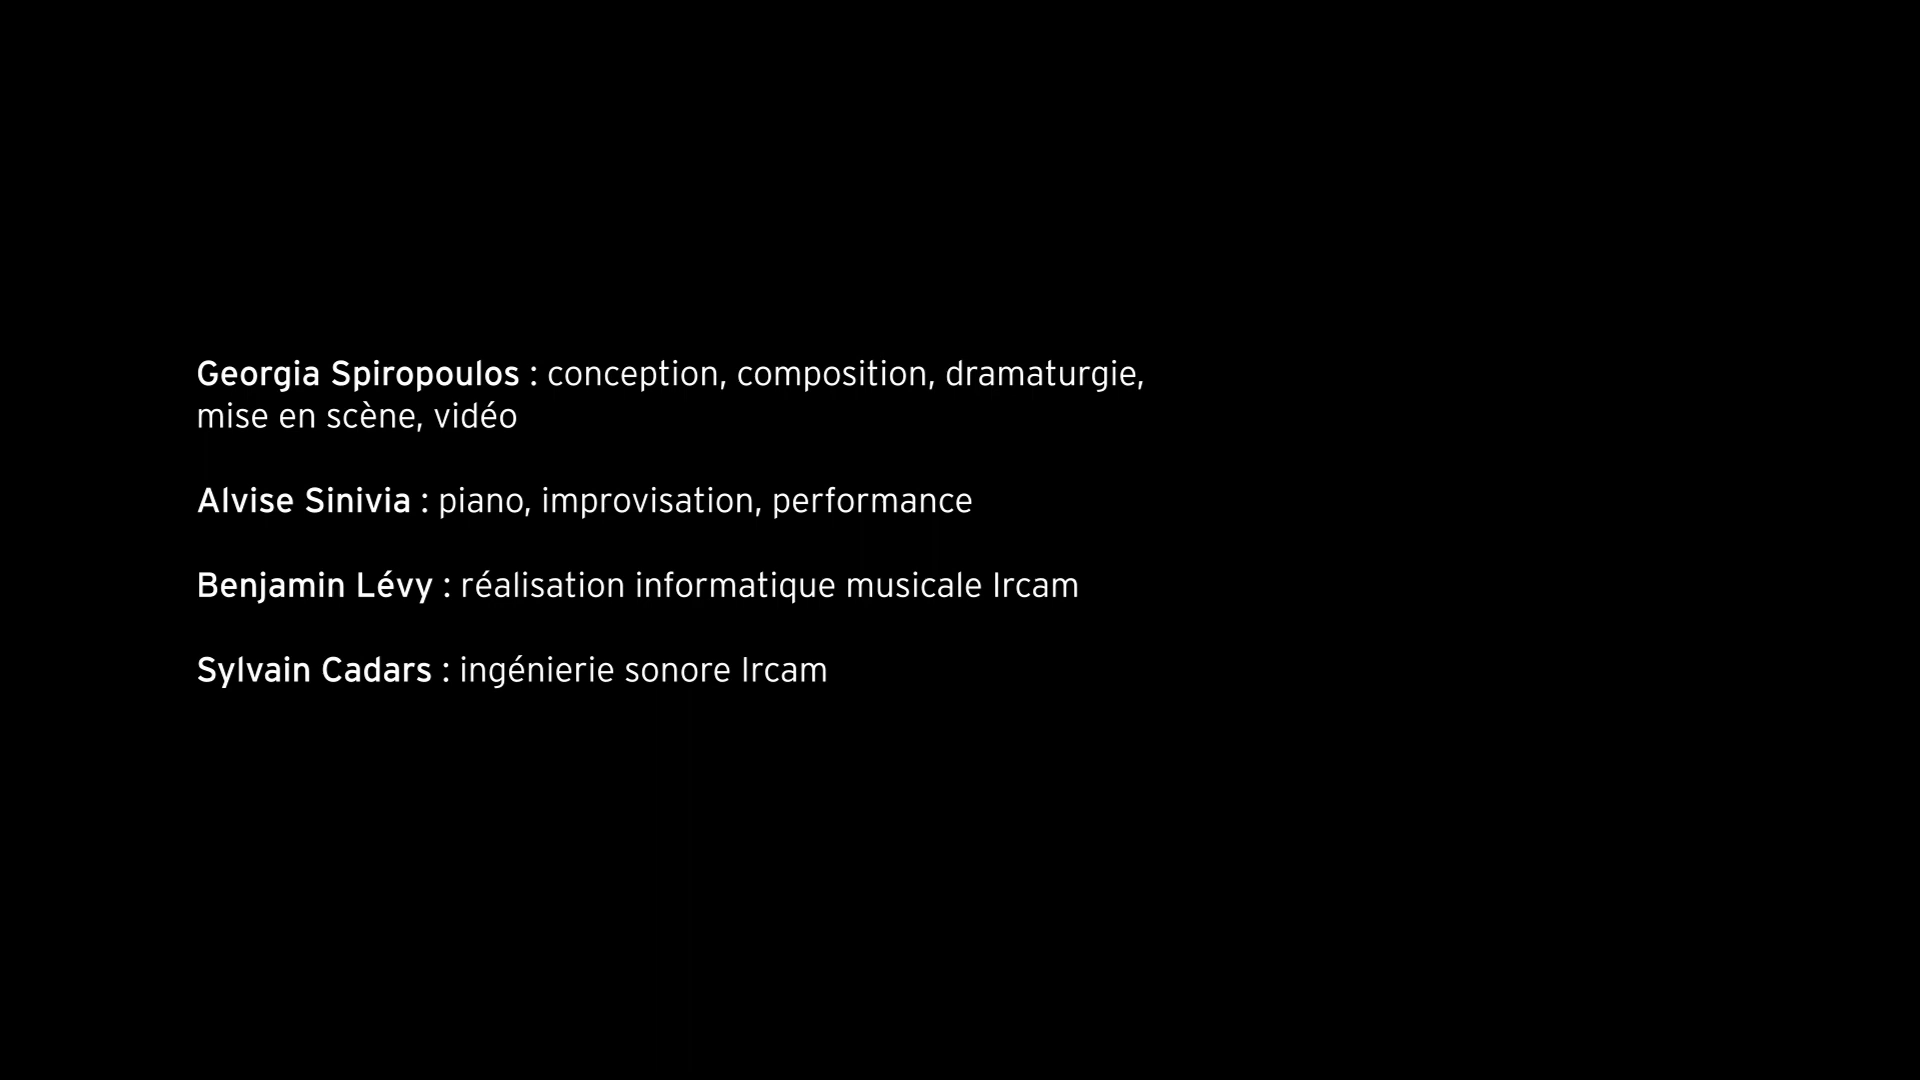 Georgia Spiropoulos : conception, composition, dramaturgie,
mise en scène, vidéo
Alvise Sinivia : piano, improvisation, performance
Benjamin Lévy : réalisation informatique musicale Ircam
Sylvain Cadars : ingénierie sonore Ircam